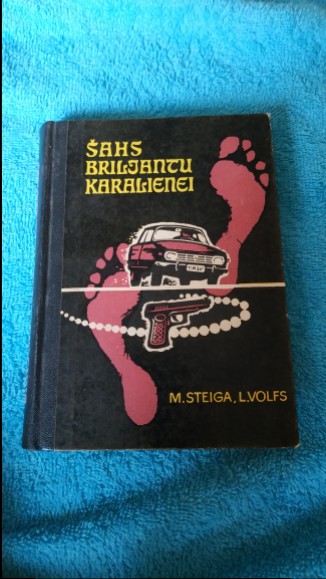 ŠAHS
BRILJANTU
KARALIENEI
M.STEIGA, L.VOLFS